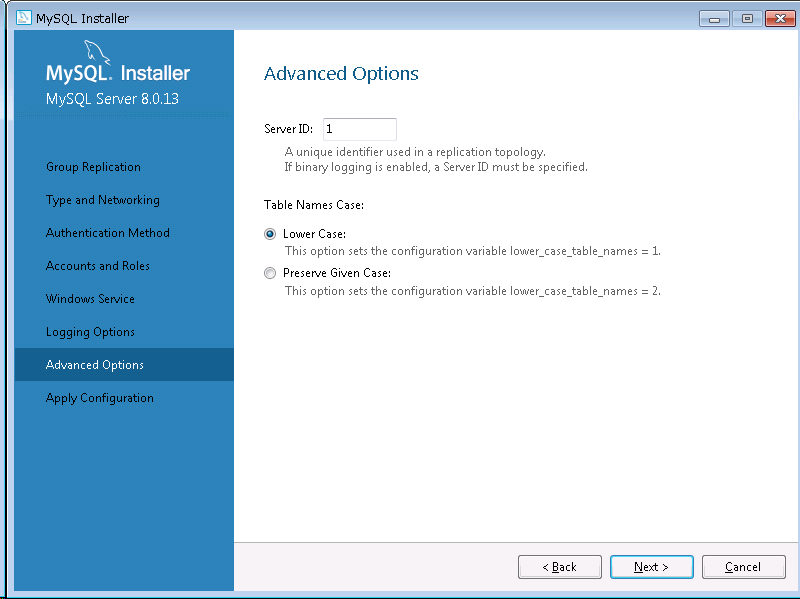 MySQL Installer
MySQL. Installer
MySQL Server 8.0.13
Group Replication
Type and Networking
Authentication Method
Accounts and Roles
Windows Service
Logging Options
Advanced Options
Apply Configuration
Advanced Options
Server ID: 1
A unique identifier used in a replication topology.
If binary logging is enabled, a Server ID must be specified.
Table Names Case:
Lower Case:
This option sets the configuration variable lower_case_table_names = 1.
Preserve Given Case:
This option sets the configuration variable lower_case_table_names = 2.
< Back Next > Cancel